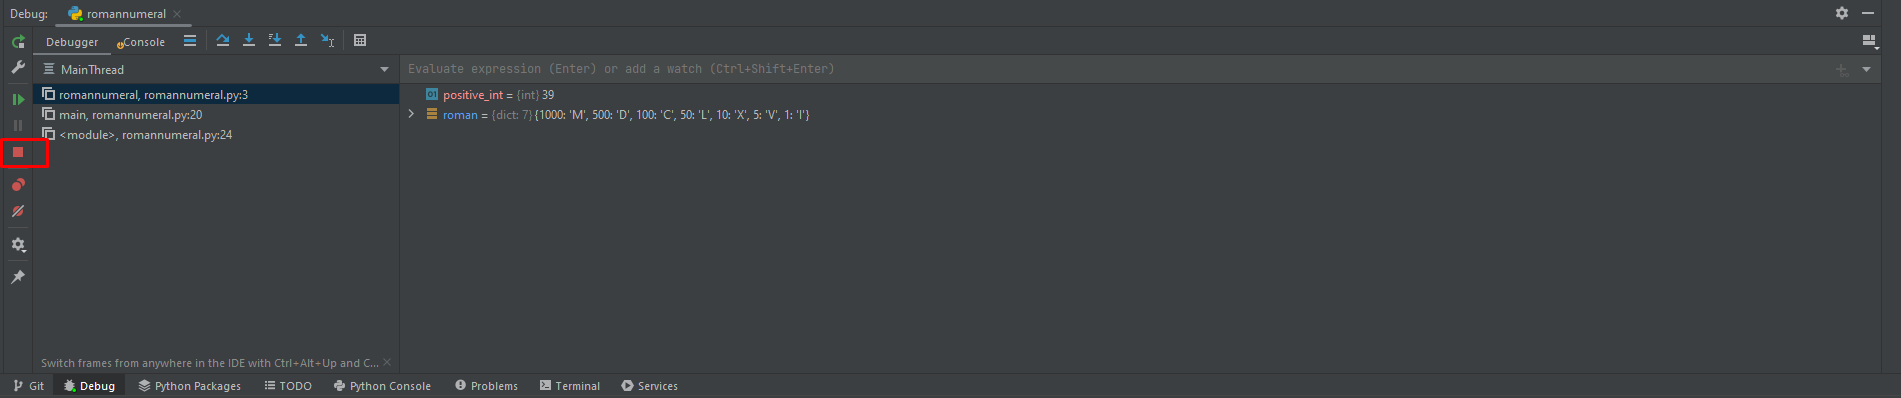 Debug: romannumeral
Debugger Console
MainThread
Evaluate expression (Enter) or add a watch (Ctrl+Shift+Enter)
romannumeral, romannumeral.py:3
main, romannumeral.py:20
<module>, romannumeral.py:24
01 positive_int = {int} 39
roman = {dict: 7} {1000: 'M', 500: 'D', 100: 'C', 50: 'L', 10: 'X', 5: 'V', 1: 'I'}
Switch frames from anywhere in the IDE with Ctrl+Alt+Up and C...
Git Debug Python Packages TODO Python Console Problems Terminal Services